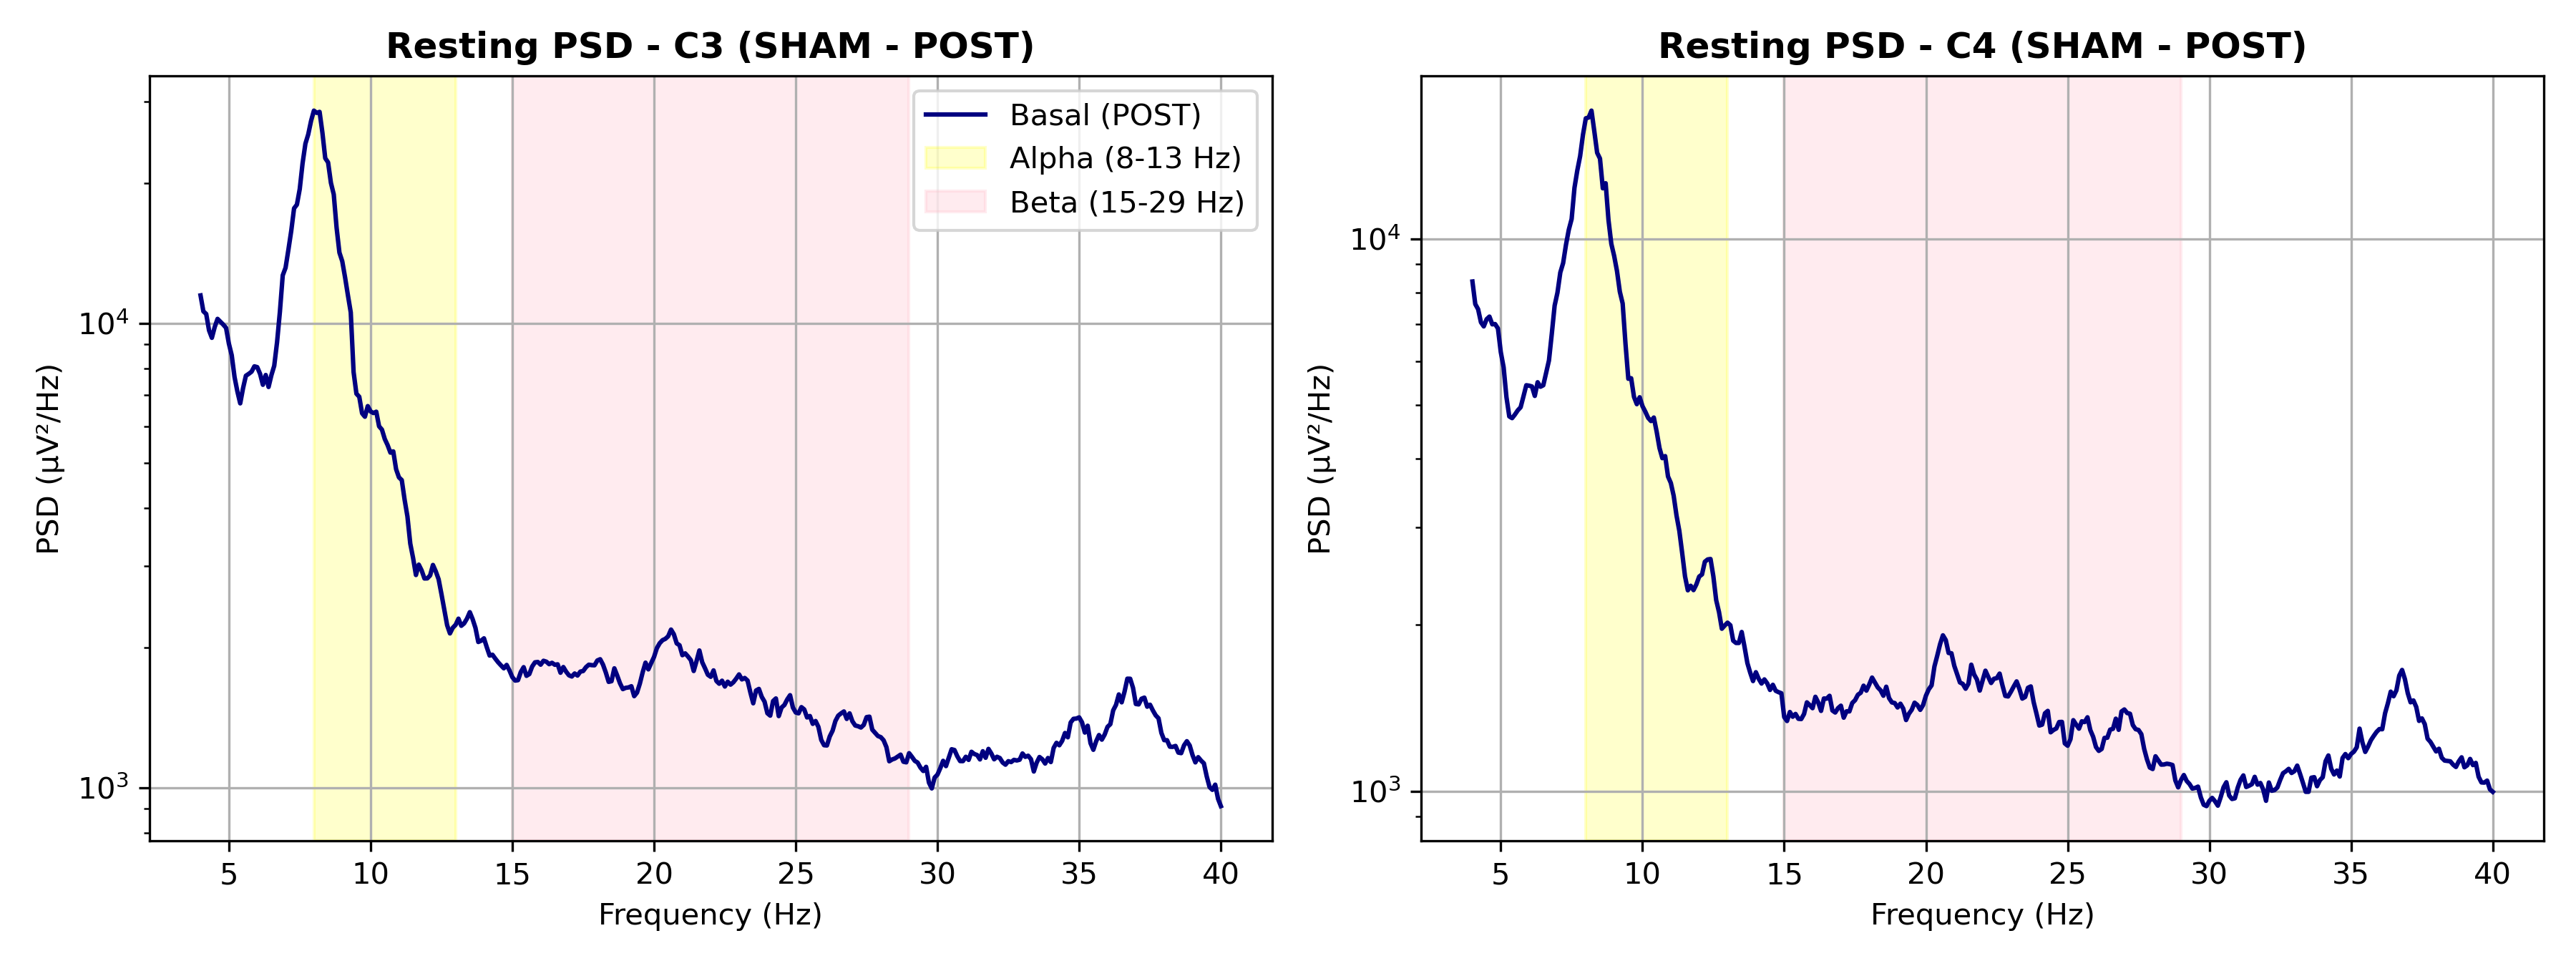 Resting PSD - C3 (SHAM - POST)
Basal (POST)
Alpha (8-13 Hz)
Beta (15-29 Hz)
10⁴
10³
PSD (µV²/Hz)
5 10 15 20 25 30 35 40
Frequency (Hz)
Resting PSD - C4 (SHAM - POST)
10⁴
10³
PSD (µV²/Hz)
5 10 15 20 25 30 35 40
Frequency (Hz)